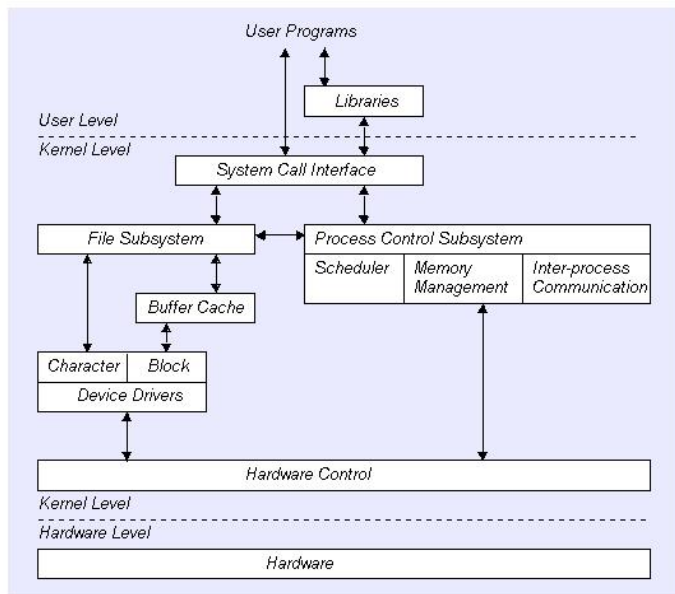 User Programs
Libraries
User Level
Kernel Level
System Call Interface
File Subsystem
Process Control Subsystem
Scheduler
Memory
Management
Inter-process
Communication
Buffer Cache
Character
Block
Device Drivers
Hardware Control
Kernel Level
Hardware Level
Hardware